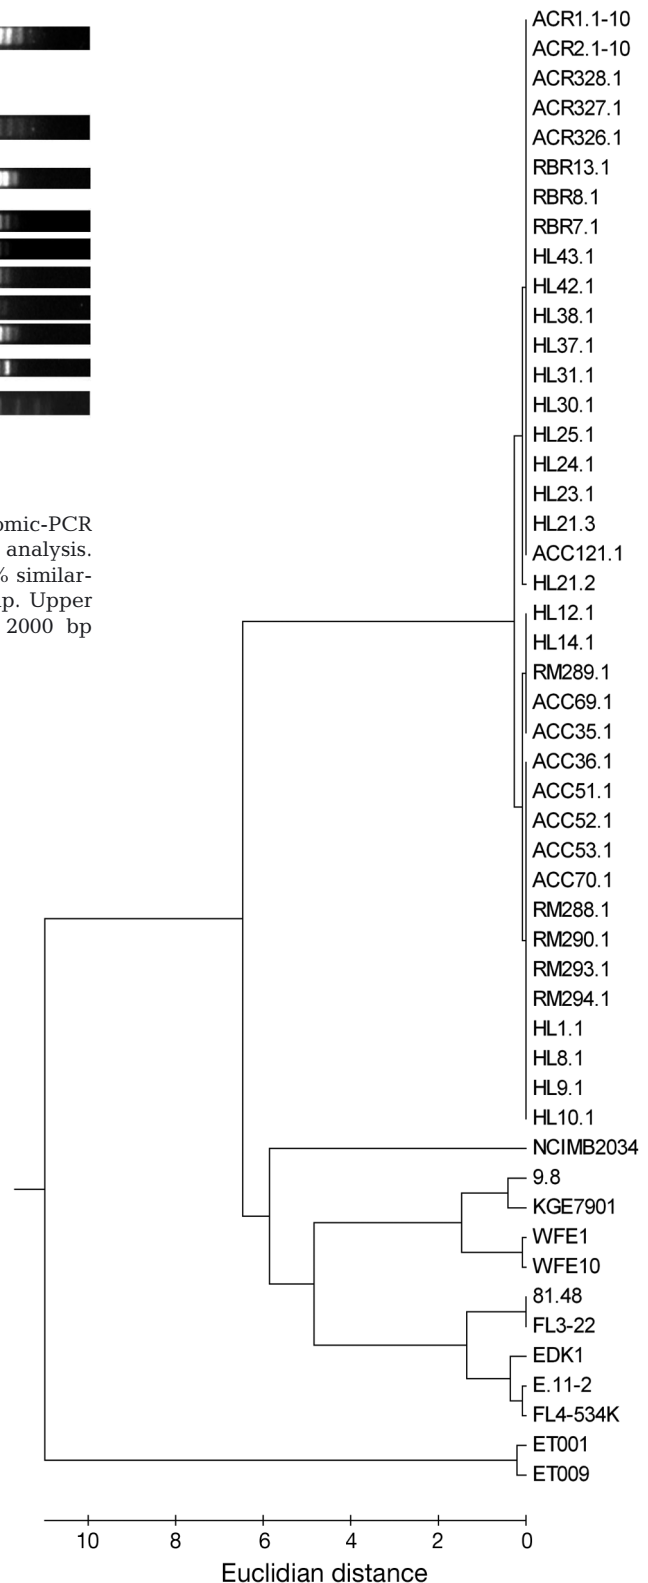 ACR1.1-10
ACR2.1-10
ACR328.1
ACR327.1
ACR326.1
RBR13.1
RBR8.1
RBR7.1
HL43.1
HL42.1
HL38.1
HL37.1
HL31.1
HL30.1
HL25.1
HL24.1
HL23.1
HL21.3
ACC121.1
HL21.2
HL12.1
HL14.1
RM289.1
ACC69.1
ACC35.1
ACC36.1
ACC51.1
ACC52.1
ACC53.1
ACC70.1
RM288.1
RM290.1
RM293.1
RM294.1
HL1.1
HL8.1
HL9.1
HL10.1
NCIMB2034
9.8
KGE7901
WFE1
WFE10
81.48
FL3-22
EDK1
E.11-2
FL4-534K
ET001
ET009
10 8 6 4 2 0
Euclidian distance
omic-PCR
analysis.
% similar-
p. Upper
2000 bp